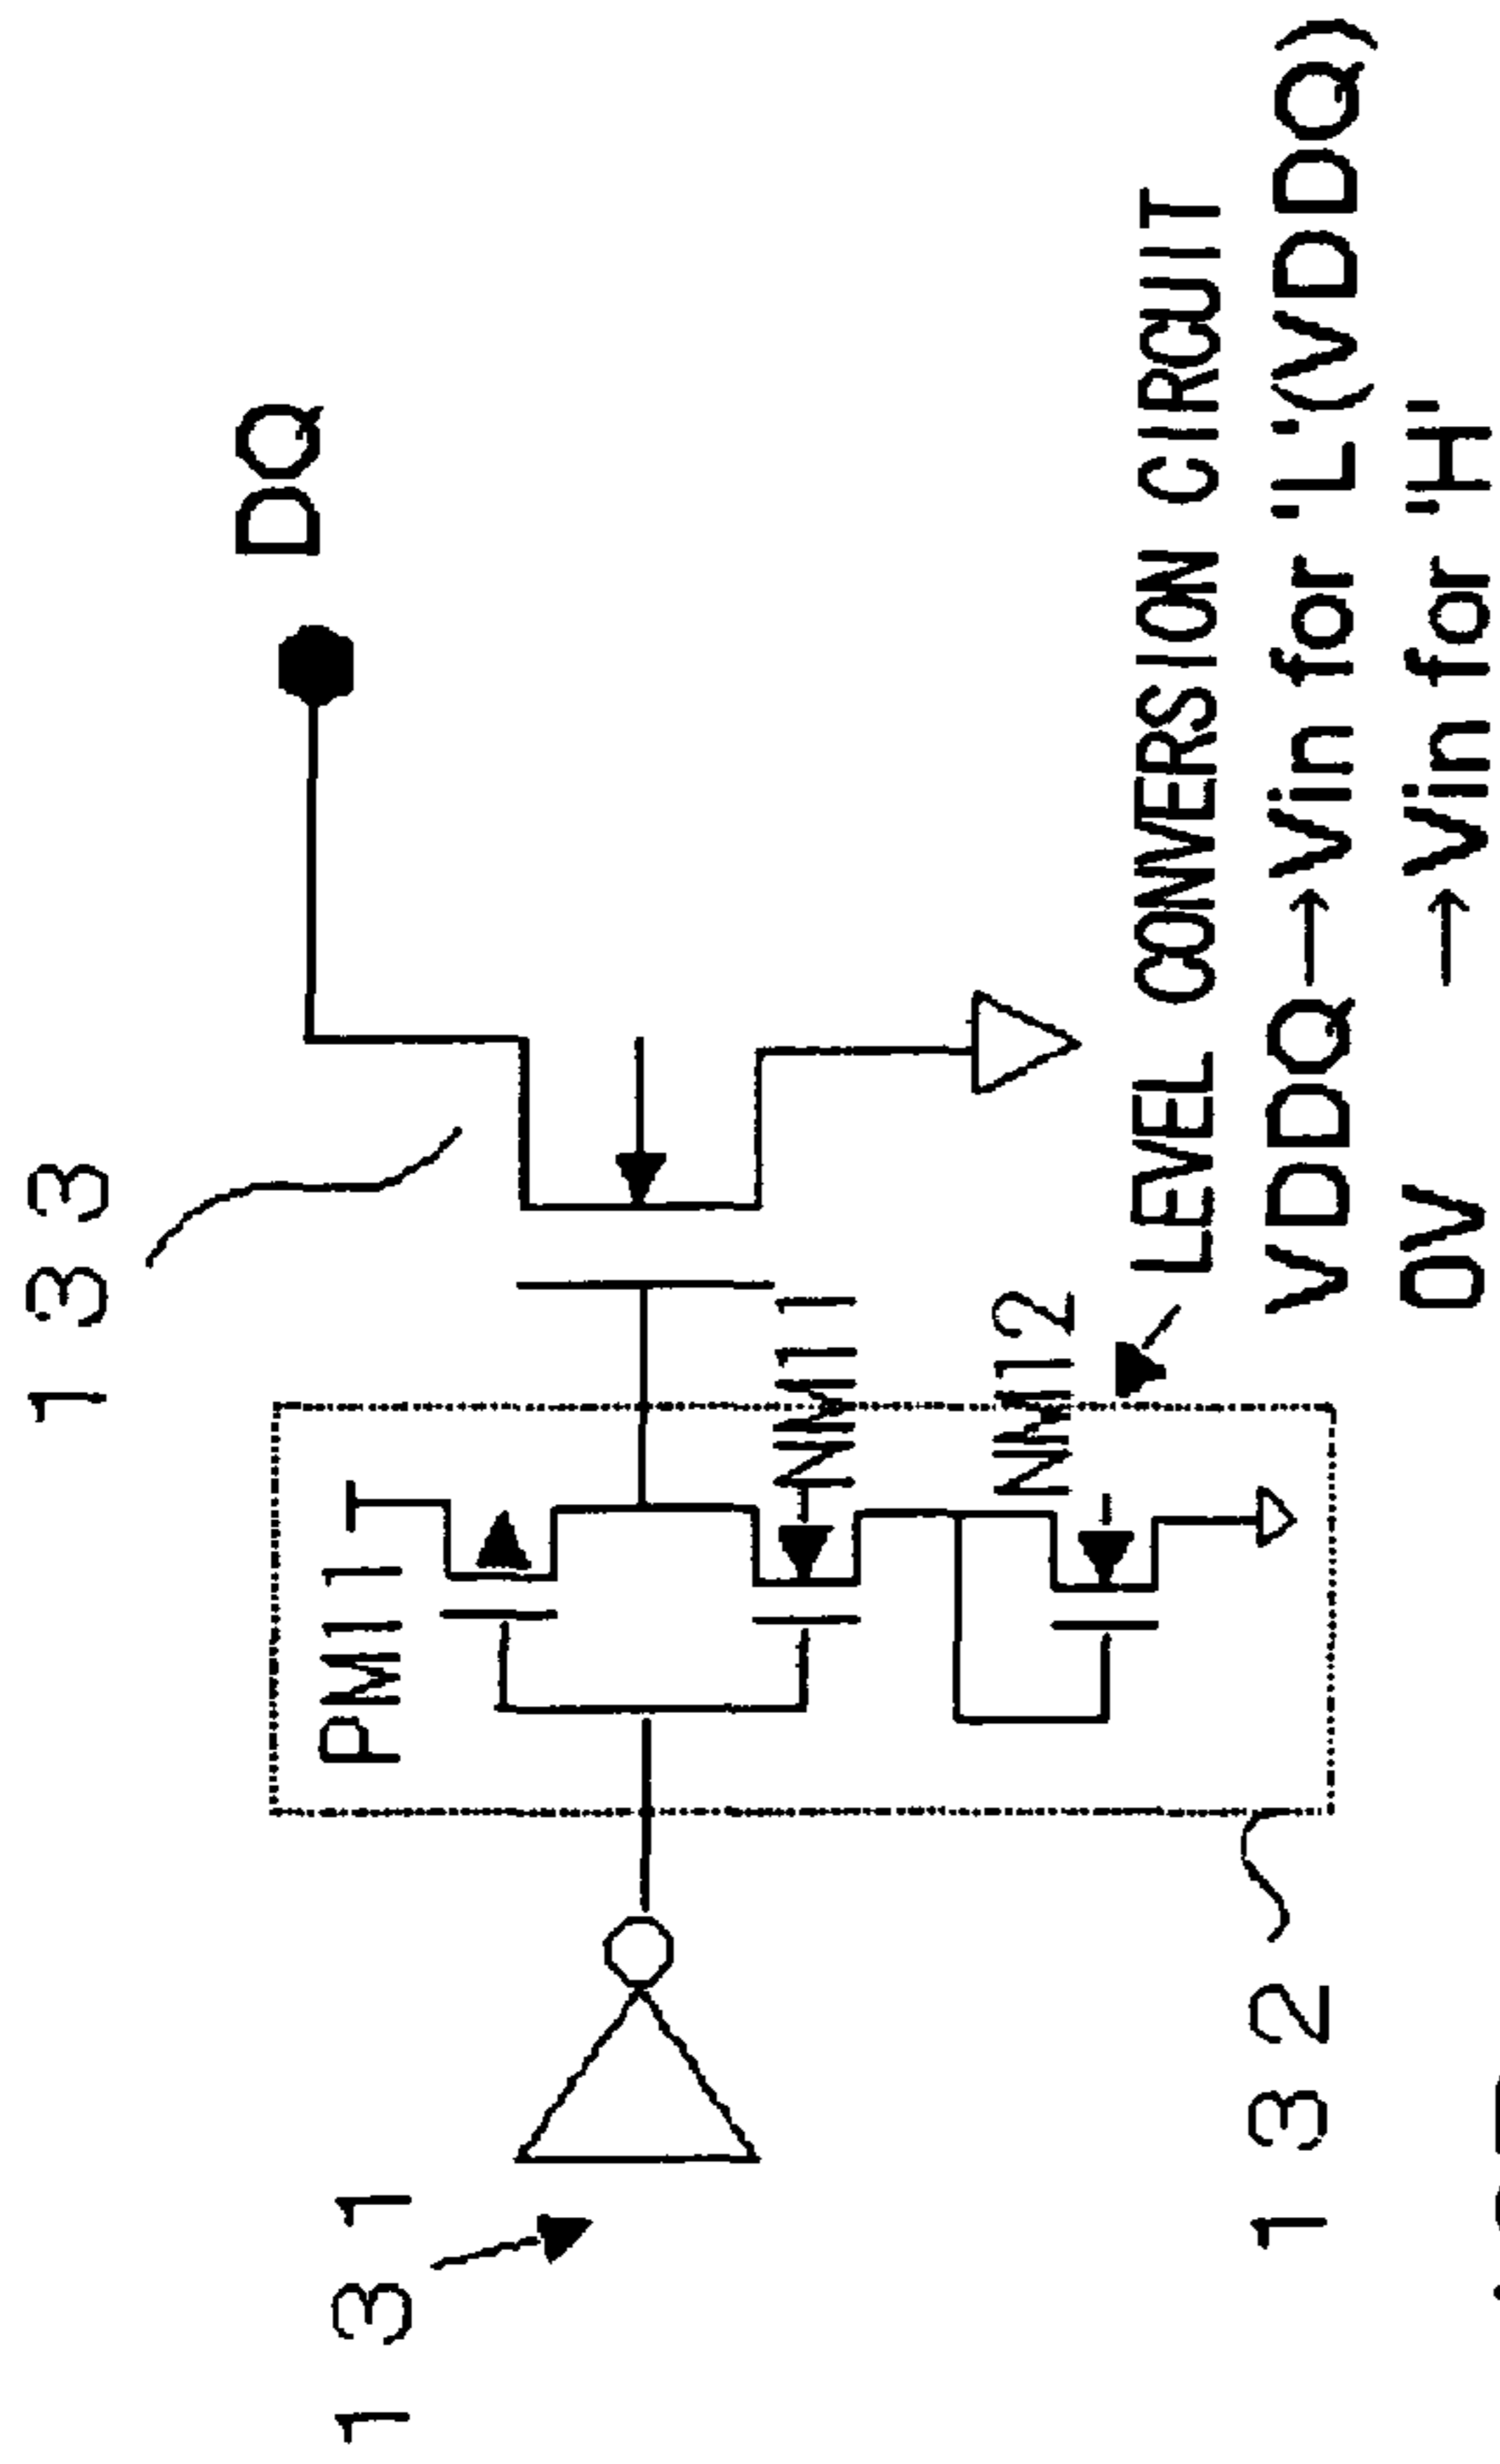 133
DQ
131
PM11
NM11
NM12
132
LEVEL CONVERSION CIRCUIT
VDDQ → Vin for 'L'(VDDQ)
0V → Vin for "H"